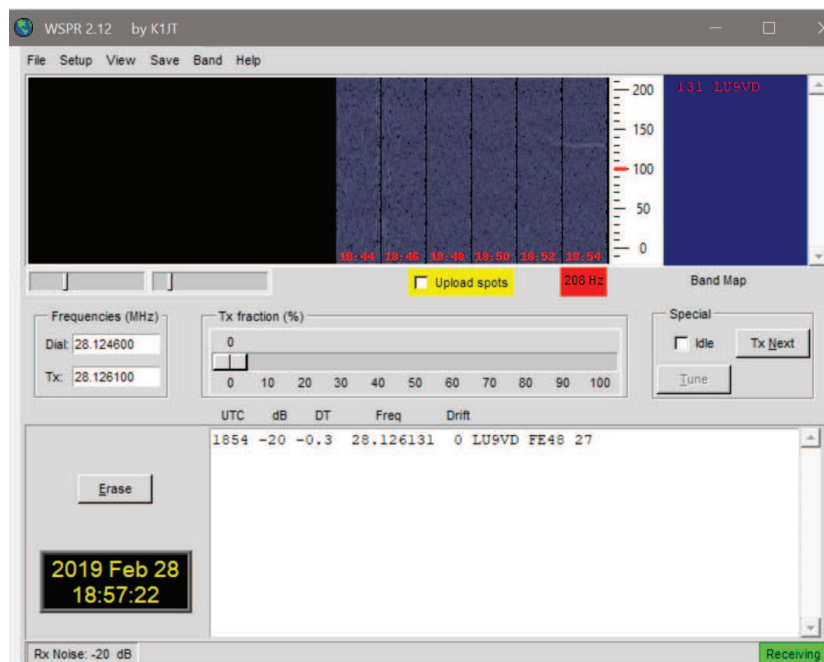 WSPR 2.12 by K1JT
File Setup View Save Band Help
200
150
100
50
0
131 LU9VD
18:44 18:46 18:48 18:50 18:52 18:54
Upload spots
208 Hz
Band Map
Frequencies (MHz)
Dial: 28.124600
Tx: 28.126100
Tx fraction (%)
0
0 10 20 30 40 50 60 70 80 90 100
Special
Idle
Tx Next
Tune
UTC dB DT Freq Drift
1854 -20 -0.3 28.126131 0 LU9VD FE48 27
Erase
2019 Feb 28
18:57:22
Rx Noise: -20 dB
Receiving